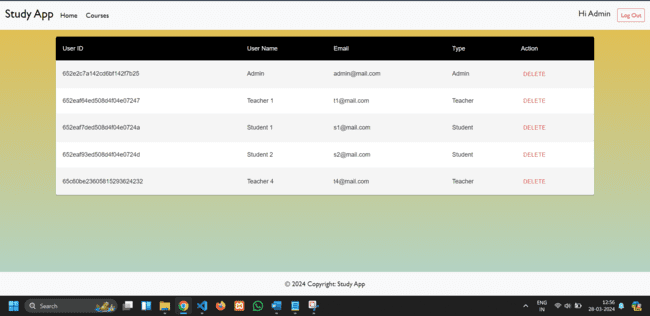 Study App Home Courses Hi Admin Log Out
User ID User Name Email Type Action
652e2c7a142cd6bf142f7b25 Admin admin@mail.com Admin DELETE
652eaf64ed508d4f04e07247 Teacher 1 t1@mail.com Teacher DELETE
652eaf7ded508d4f04e0724a Student 1 s1@mail.com Student DELETE
652eaf93ed508d4f04e0724d Student 2 s2@mail.com Student DELETE
65c60be23605815293624232 Teacher 4 t4@mail.com Teacher DELETE
© 2024 Copyright: Study App
Search ENG 12:56
IN 26-03-2024